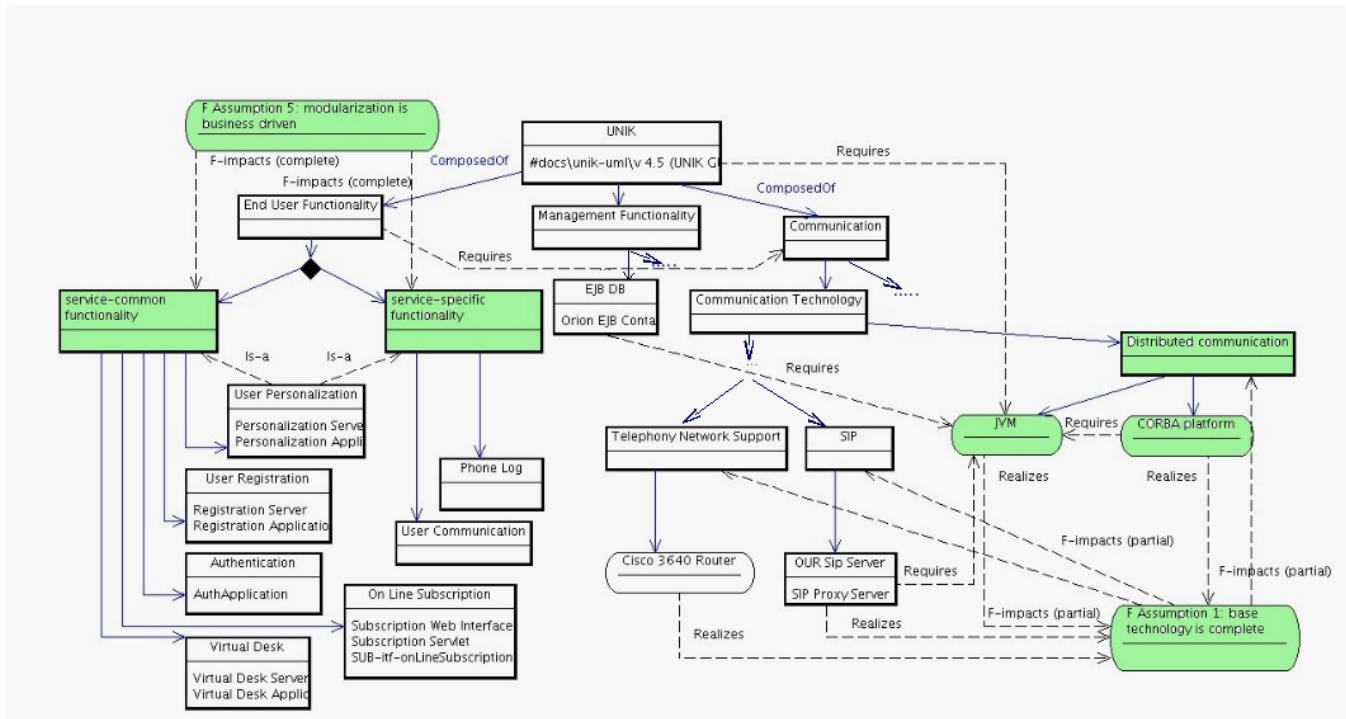 F Assumption 5: modularization is
business driven
UNIK
#docs\unik-uml\v 4.5 (UNIK G
Requires
F-impacts (complete)
ComposedOf
F-impacts (complete)
ComposedOf
End User Functionality
Management Functionality
Communication
Requires
.....
.....
service-common
functionality
service-specific
functionality
EJB DB
Orion EJB Conta
Communication Technology
Distributed communication
Is-a
Is-a
...
Requires
User Personalization
Personalization Serve
Personalization Appli
Telephony Network Support
SIP
JVM
Requires
CORBA platform
Phone Log
Realizes
Realizes
User Registration
Registration Server
Registration Applicatio
User Communication
F-impacts (partial)
Authentication
AuthApplication
Cisco 3640 Router
OUR Sip Server
SIP Proxy Server
Requires
F-impacts (partial)
On Line Subscription
Subscription Web Interface
Subscription Servlet
SUB-itf-onLineSubscription
F-impacts (partial)
F Assumption 1: base
technology is complete
Realizes
Realizes
Virtual Desk
Virtual Desk Server
Virtual Desk Applic